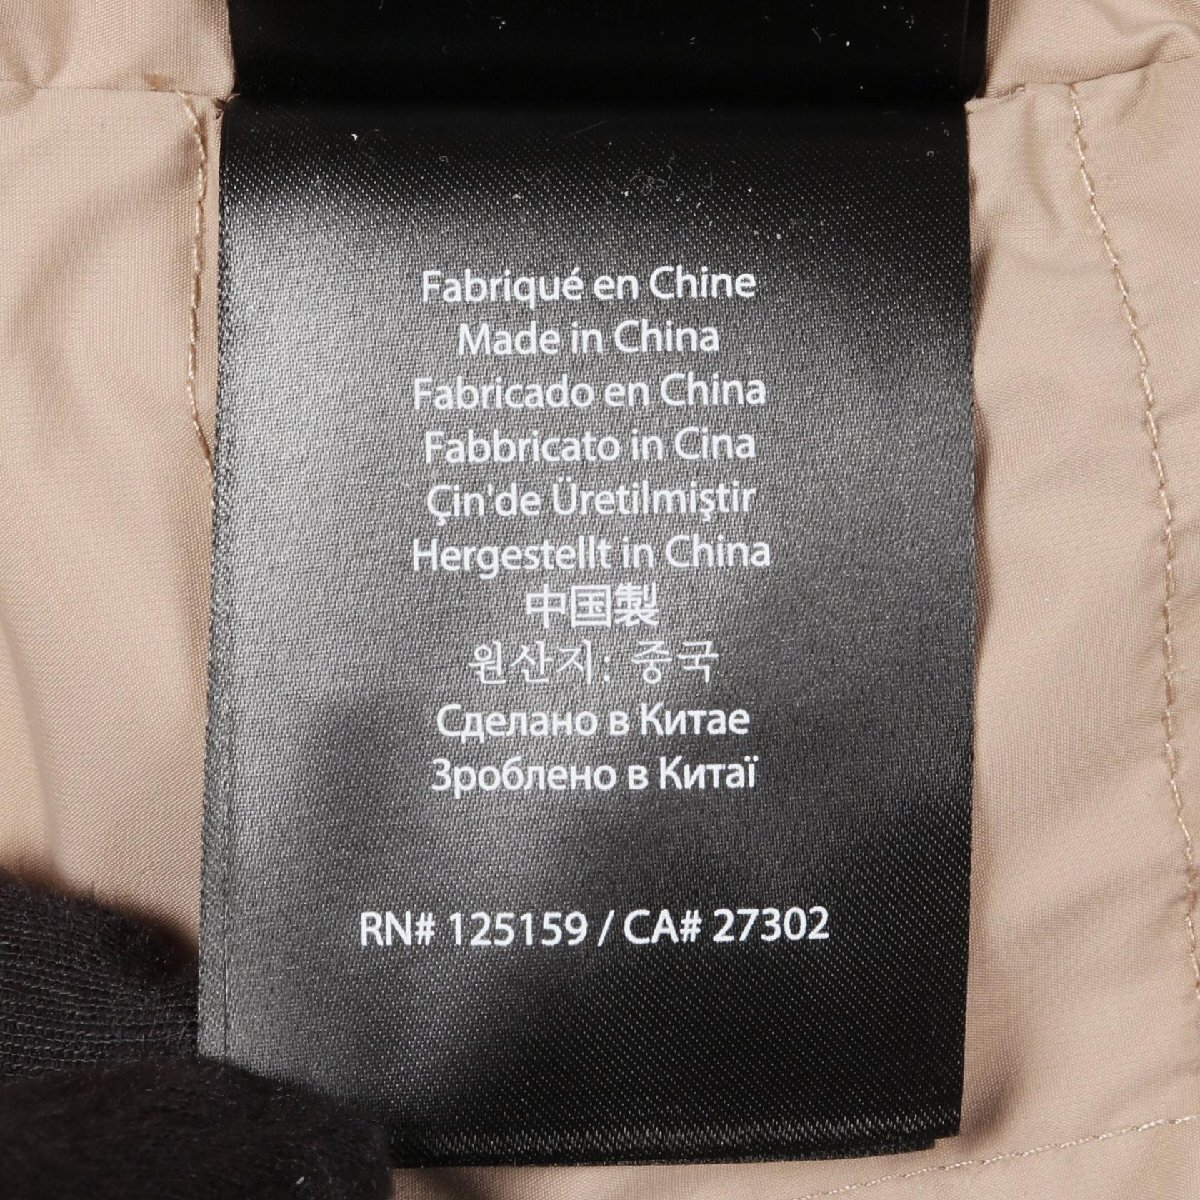 Fabriqué en Chine
Made in China
Fabricado en China
Fabbricato in Cina
Çin'de Üretilmiştir
Hergestellt in China
中国製
원산지: 중국
Сделано в Китае
Зроблено в Китаï
RN# 125159 / CA# 27302